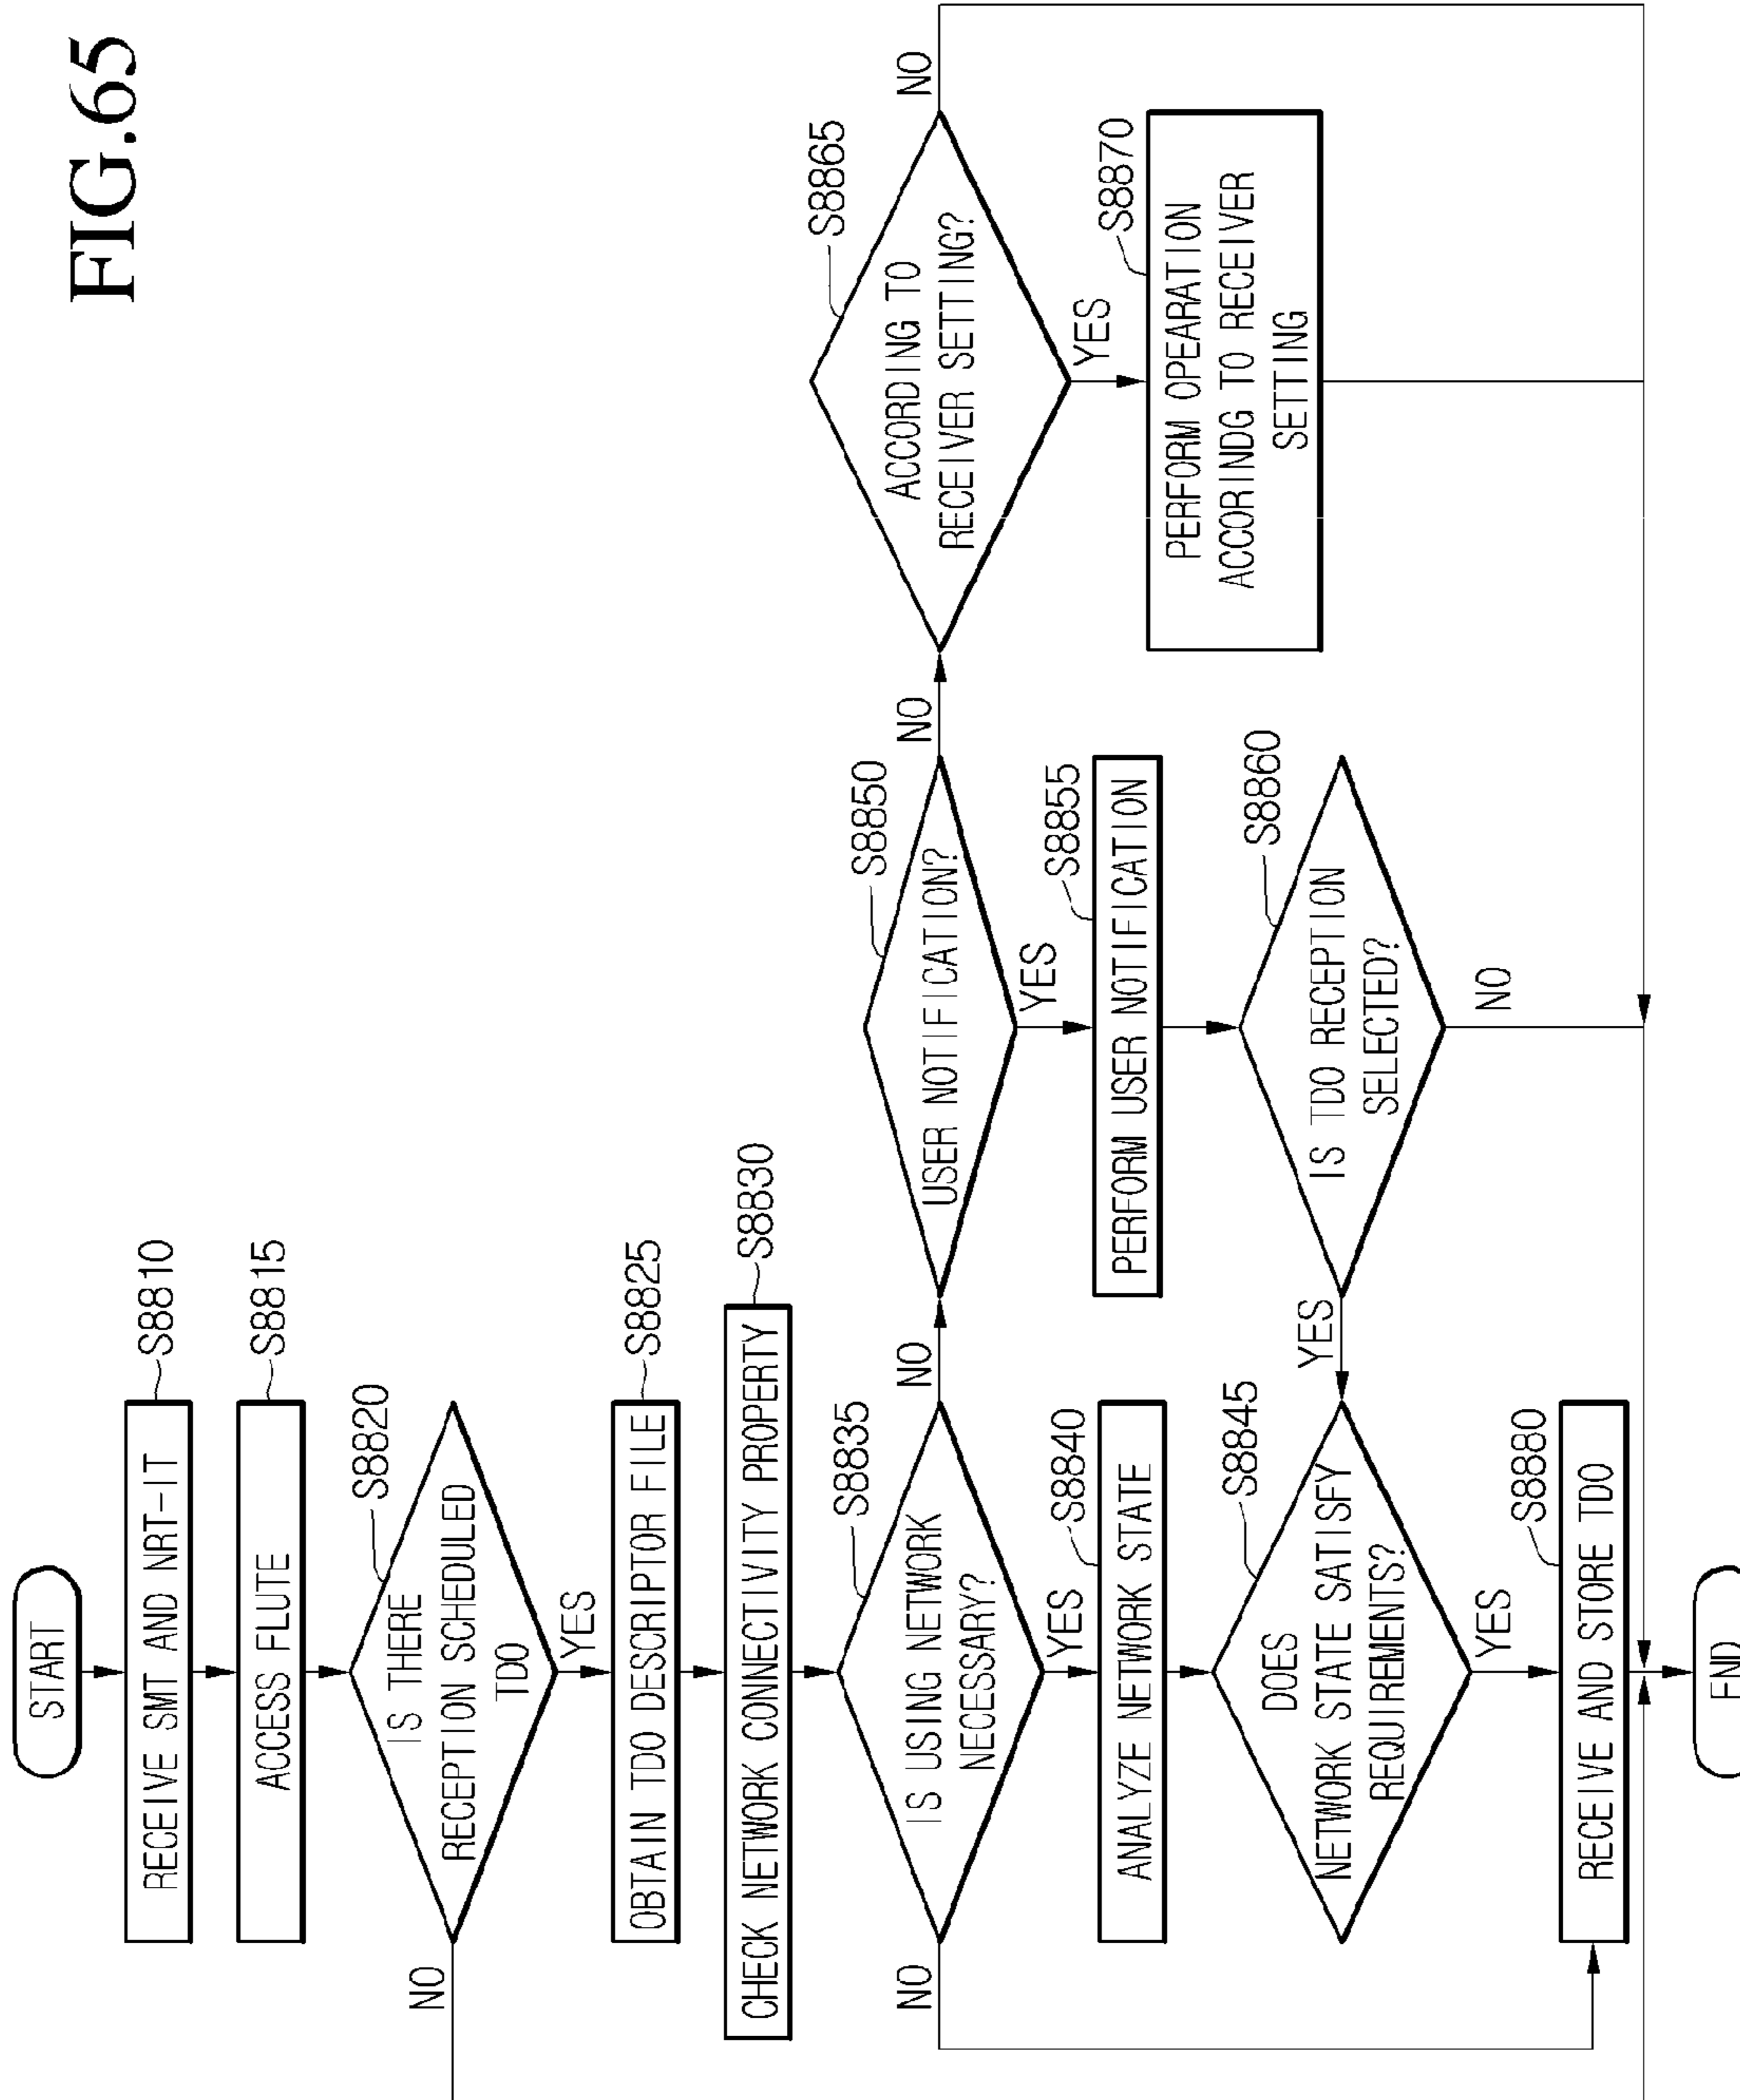 FIG.65
START
RECEIVE SMT AND NRT-IT
S8810
ACCESS FLUTE
S8815
IS THERE
RECEPTION SCHEDULED
TDO
S8820
NO
YES
OBTAIN TDO DESCRIPTOR FILE
S8825
CHECK NETWORK CONNECTIVITY PROPERTY
S8830
IS USING NETWORK
NECESSARY?
S8835
NO
NO
YES
ANALYZE NETWORK STATE
S8840
DOES
NETWORK STATE SATISFY
REQUIREMENTS?
S8845
YES
RECEIVE AND STORE TDO
S8880
END
USER NOTIFICATION?
S8850
NO
YES
PERFORM USER NOTIFICATION
S8855
IS TDO RECEPTION
SELECTED?
S8860
YES
NO
ACCORDING TO
RECEIVER SETTING?
S8865
NO
YES
PERFORM OPEARATION
ACCORINDG TO RECEIVER
SETTING
S8870